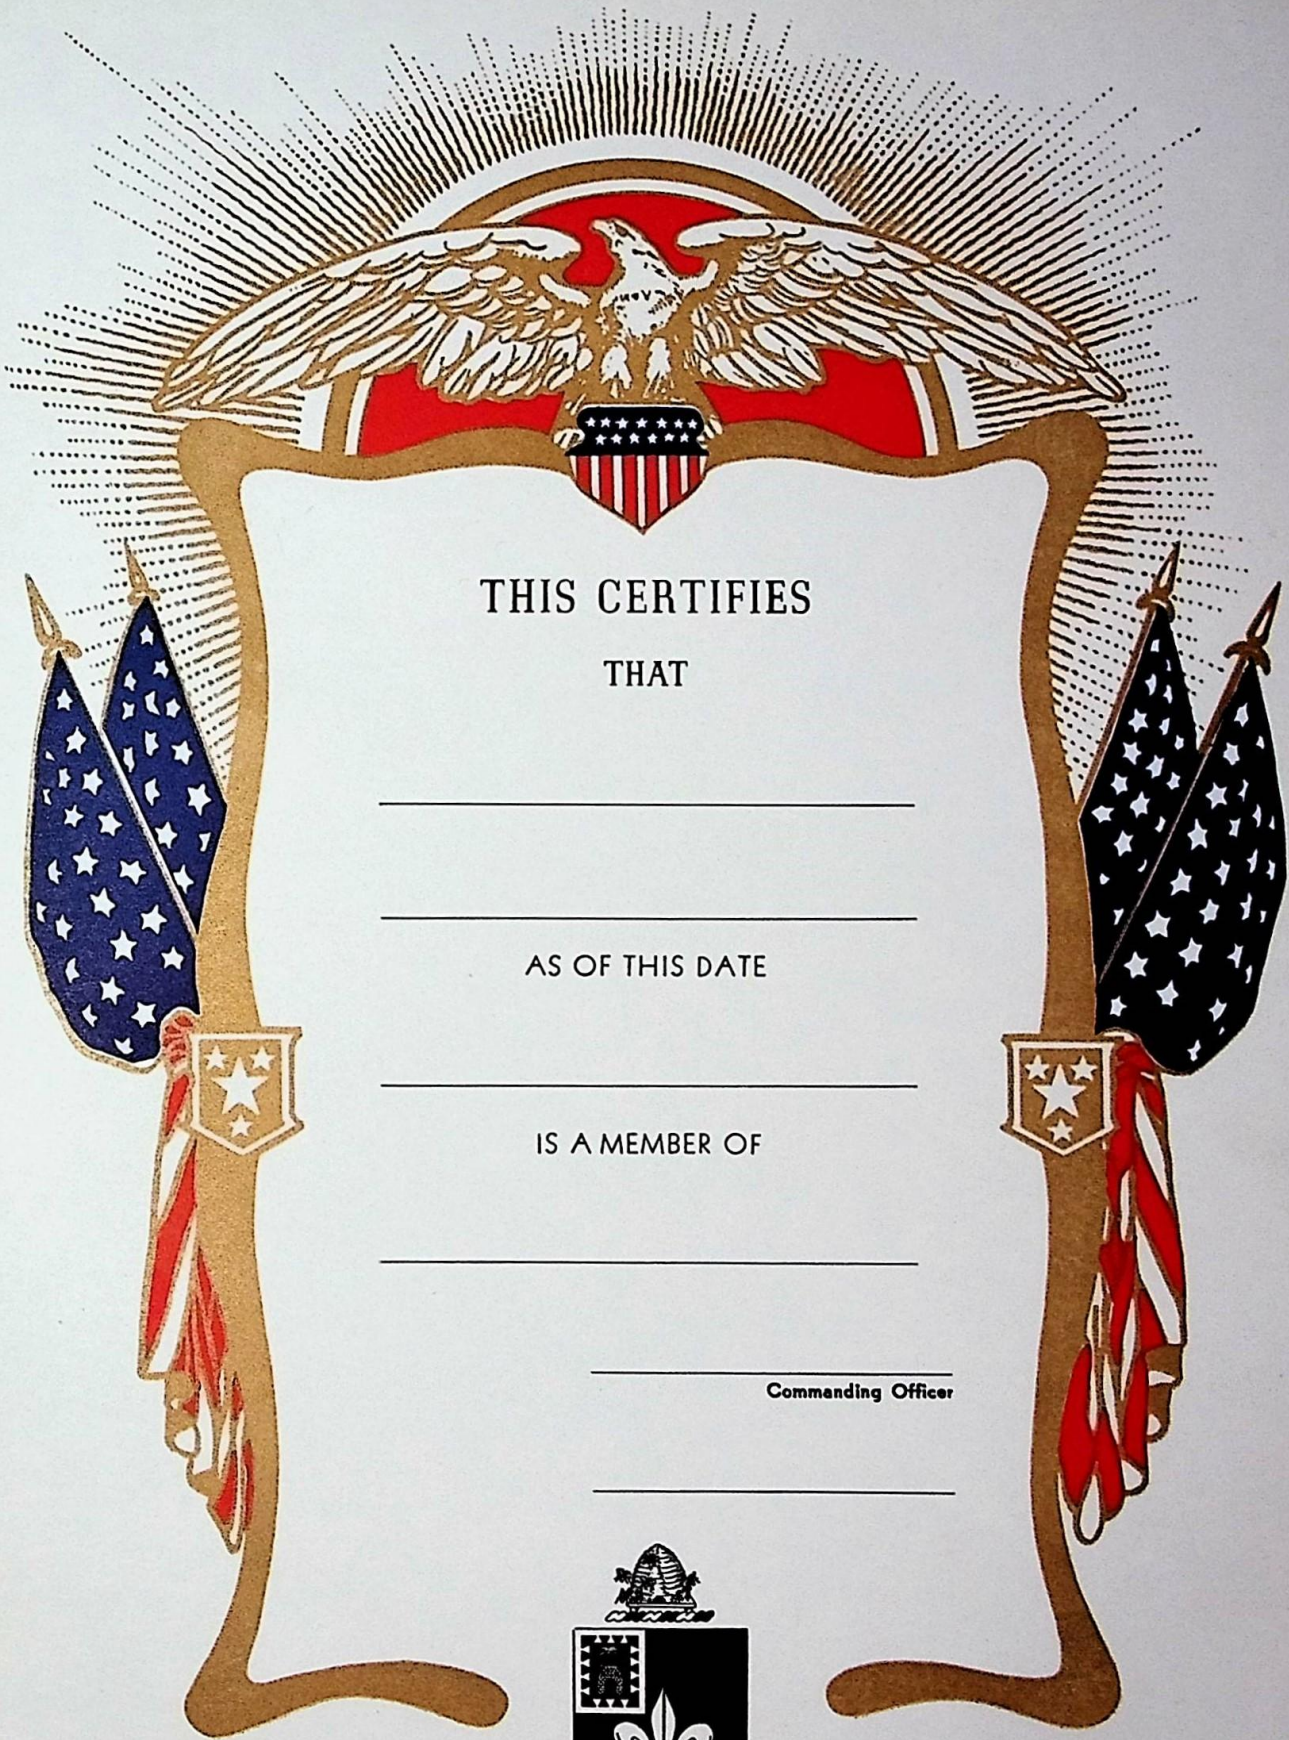 THIS CERTIFIES
THAT
AS OF THIS DATE
IS A MEMBER OF
Commanding Officer